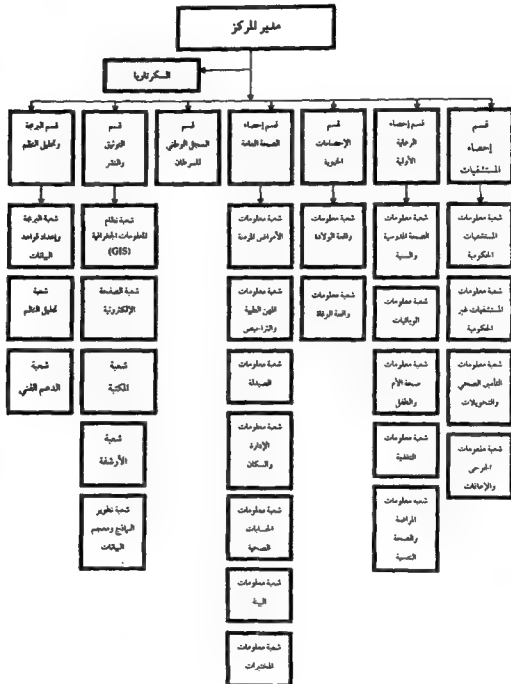 مدير المركز
السكرتاريا
قسم
إحصاء
المستشفيات
شعبة معلومات
المستشفيات
الحكومية
شعبة معلومات
المستشفيات غير
الحكومية
شعبة معلومات
التأمين الصحي
والتحويلات
شعبة معلومات
الجرحى
والإعاقات
قسم إحصاء
الرعاية
الأولية
شعبة معلومات
الصحة المدرسية
والسنية
شعبة معلومات
الوبائيات
شعبة معلومات
صحة الأم
والطفل
شعبة معلومات
التغذية
شعبة معلومات
المراضة
والصحة
النفسية
قسم
الإحصاءات
الحيوية
شعبة معلومات
واقعة الولادة
شعبة معلومات
واقعة الوفاة
قسم إحصاء
الصحة العامة
شعبة معلومات
الأمراض المزمنة
شعبة معلومات
المهن الطبية
والتراخيص
شعبة معلومات
الصيدلة
شعبة معلومات
الإدارة
والسكان
شعبة معلومات
الحسابات
الصحية
شعبة معلومات
البيئة
شعبة معلومات
المختبرات
قسم
السجل الوطني
للسرطان
قسم
التوثيق
والنشر
شعبة نظام
المعلومات الجغرافية
(GIS)
شعبة الصفحة
الإلكترونية
شعبة
المكتبة
شعبة
الأرشفة
شعبة تطوير
النماذج ومعجم
البيانات
قسم البرمجة
وتحليل النظم
شعبة البرمجة
وإعداد قواعد
البيانات
شعبة
تحليل النظم
شعبة
الدعم الفني